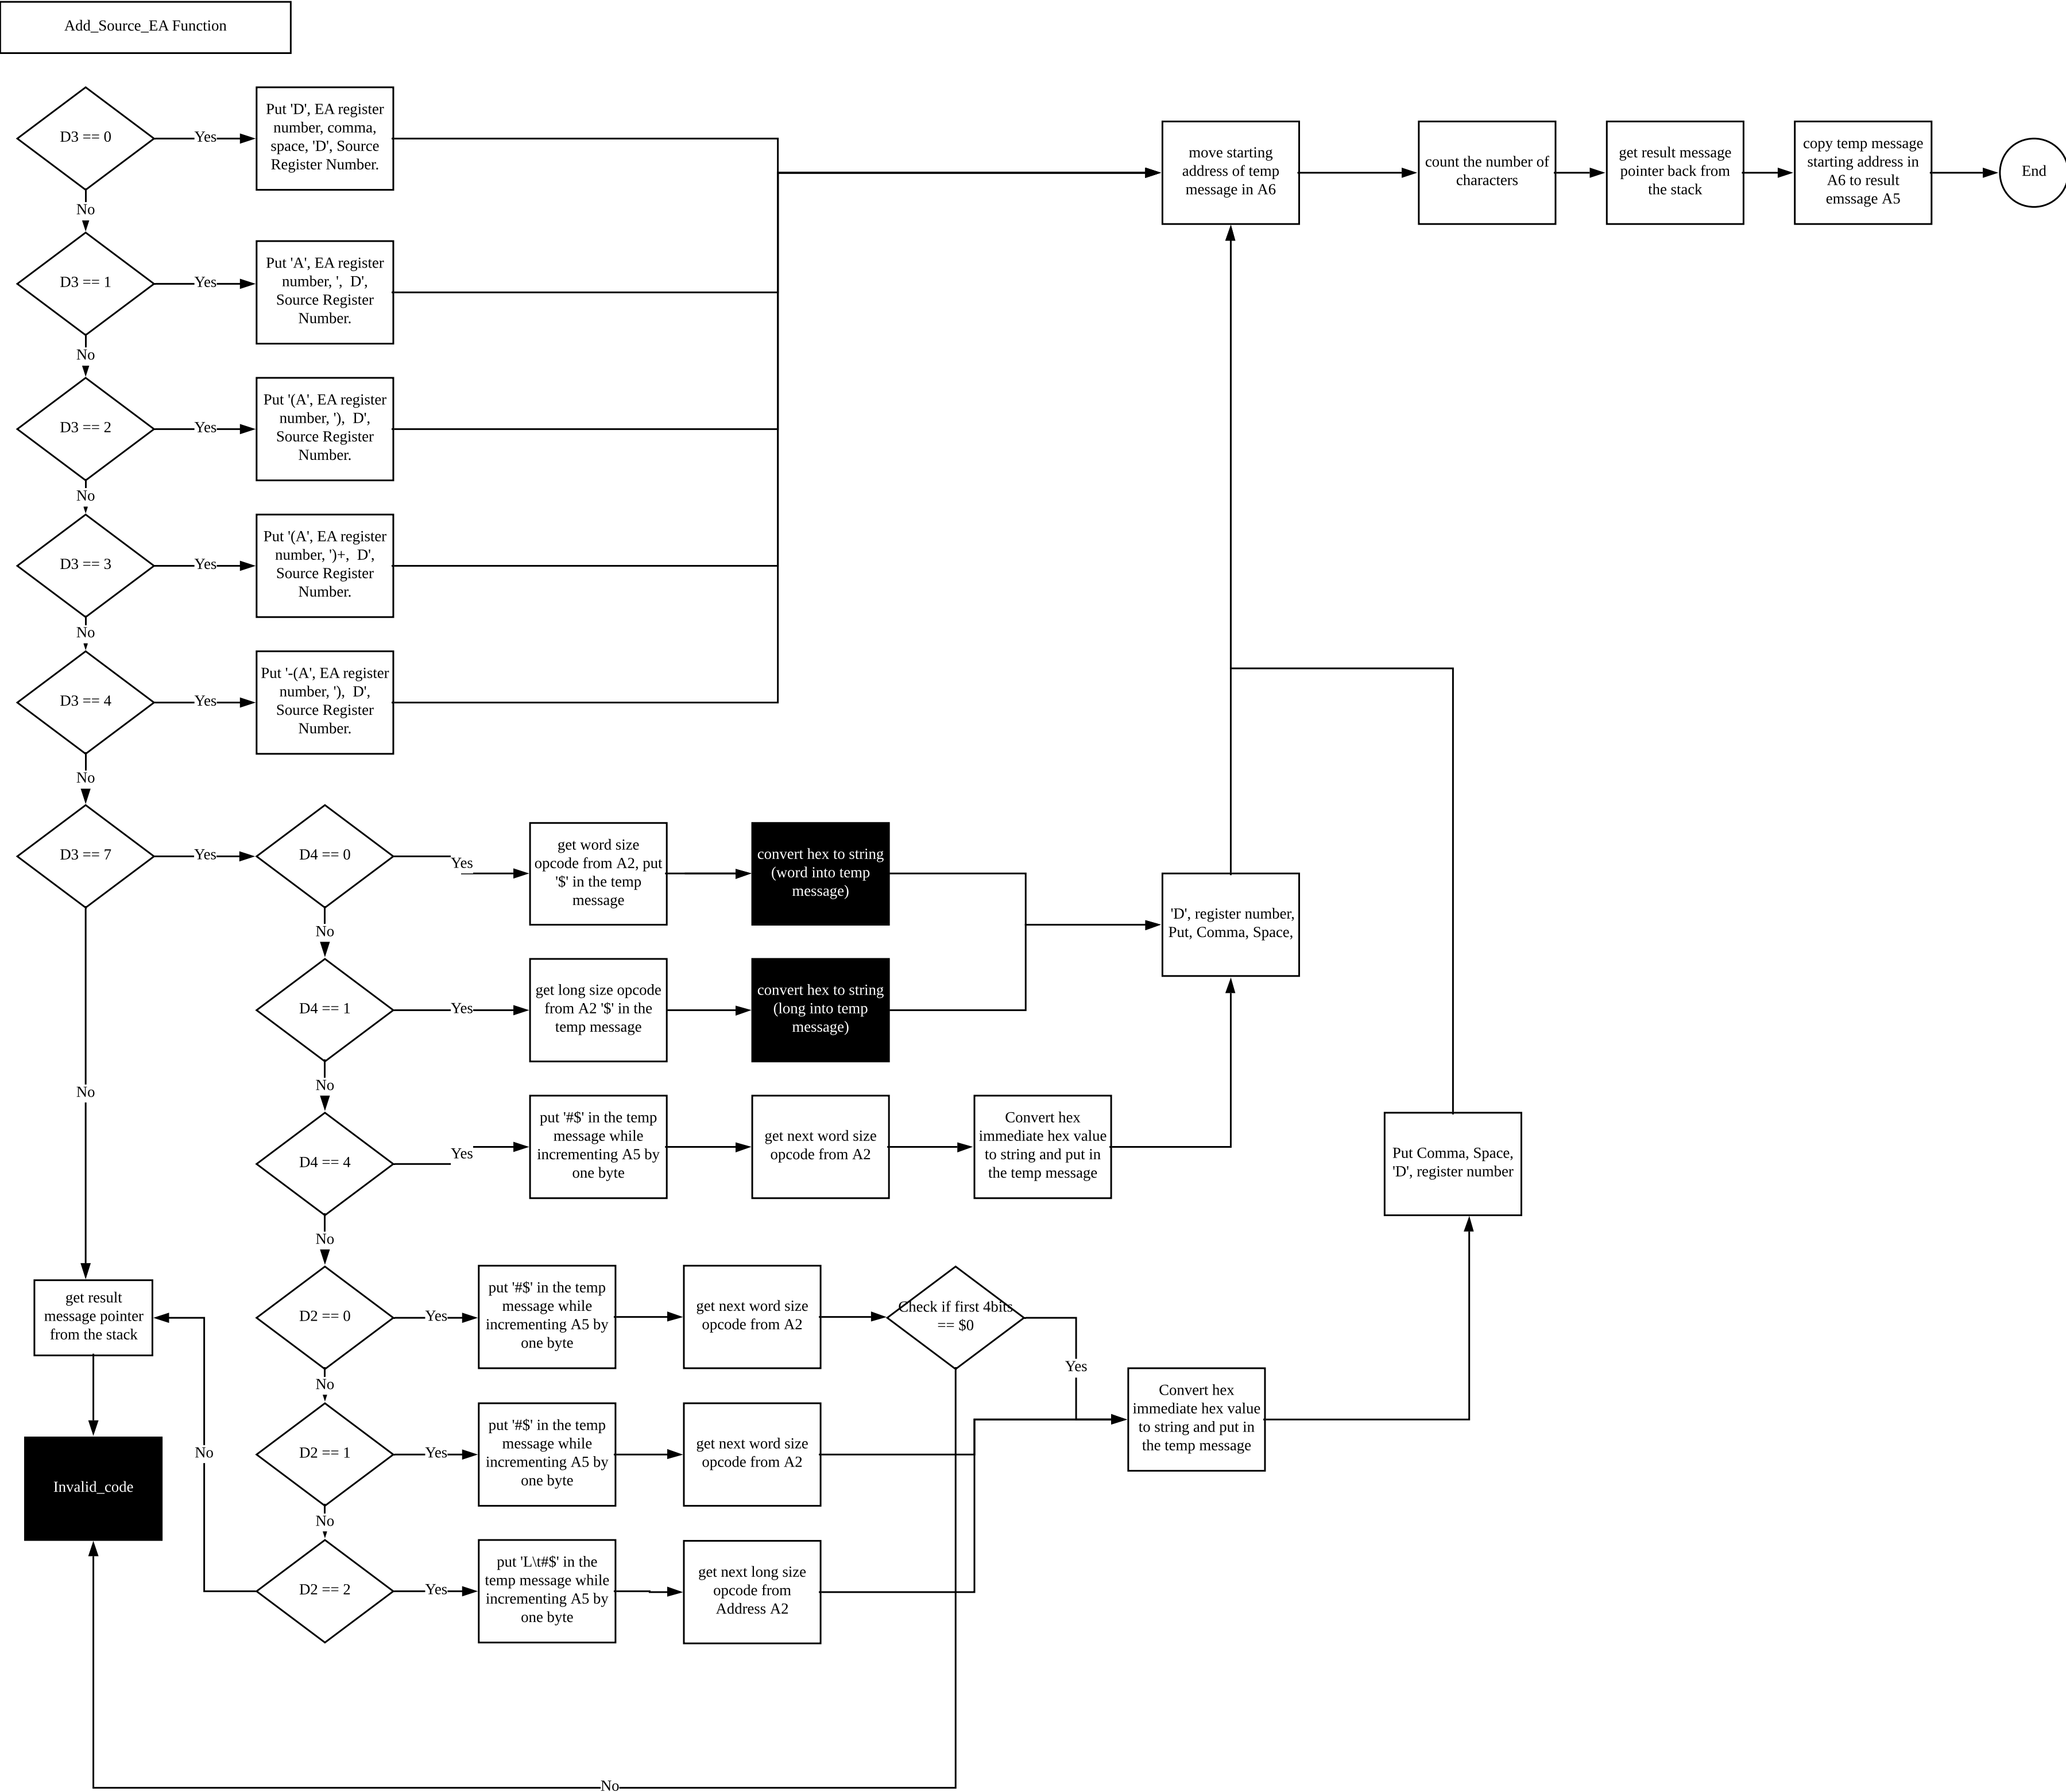 Add_Source_EA Function
D3 == 0
Yes
Put 'D', EA register
number, comma,
space, 'D', Source
Register Number.
move starting
address of temp
message in A6
count the number of
characters
get result message
pointer back from
the stack
copy temp message
starting address in
A6 to result
emssage A5
End
No
D3 == 1
Yes
Put 'A', EA register
number, ',  D',
Source Register
Number.
No
D3 == 2
Yes
Put '(A', EA register
number, '),  D',
Source Register
Number.
No
D3 == 3
Yes
Put '(A', EA register
number, ')+,  D',
Source Register
Number.
No
D3 == 4
Yes
Put '-(A', EA register
number, '),  D',
Source Register
Number.
No
D3 == 7
Yes
D4 == 0
Yes
get word size
opcode from A2, put
'$' in the temp
message
convert hex to string
(word into temp
message)
'D', register number,
Put, Comma, Space,
No
D4 == 1
Yes
get long size opcode
from A2 '$' in the
temp message
convert hex to string
(long into temp
message)
No
No
D4 == 4
Yes
put '#$' in the temp
message while
incrementing A5 by
one byte
get next word size
opcode from A2
Convert hex
immediate hex value
to string and put in
the temp message
Put Comma, Space,
'D', register number
No
get result
message pointer
from the stack
D2 == 0
Yes
put '#$' in the temp
message while
incrementing A5 by
one byte
get next word size
opcode from A2
Check if first 4bits
== $0
Yes
No
Convert hex
immediate hex value
to string and put in
the temp message
Invalid_code
No
D2 == 1
Yes
put '#$' in the temp
message while
incrementing A5 by
one byte
get next word size
opcode from A2
No
D2 == 2
Yes
put 'L\t#$' in the
temp message while
incrementing A5 by
one byte
get next long size
opcode from
Address A2
No